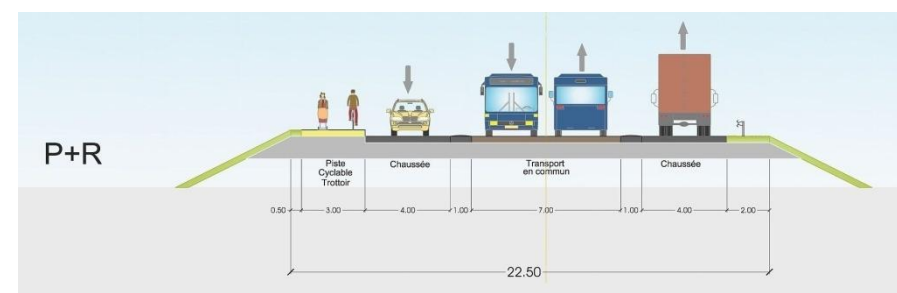 P+R
Piste
Cyclable
Trottoir
Chaussée
Transport
en commun
Chaussée
0.50 3.00 4.00 1.00 7.00 1.00 4.00 2.00
22.50